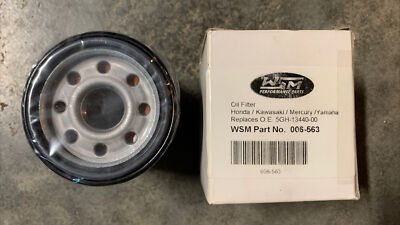 WSM
PERFORMANCE PARTS
Oil Filter
Honda / Kawasaki / Mercury / Yamaha
Replaces O.E. 5GH-13440-00
WSM Part No. 006-563
006-563